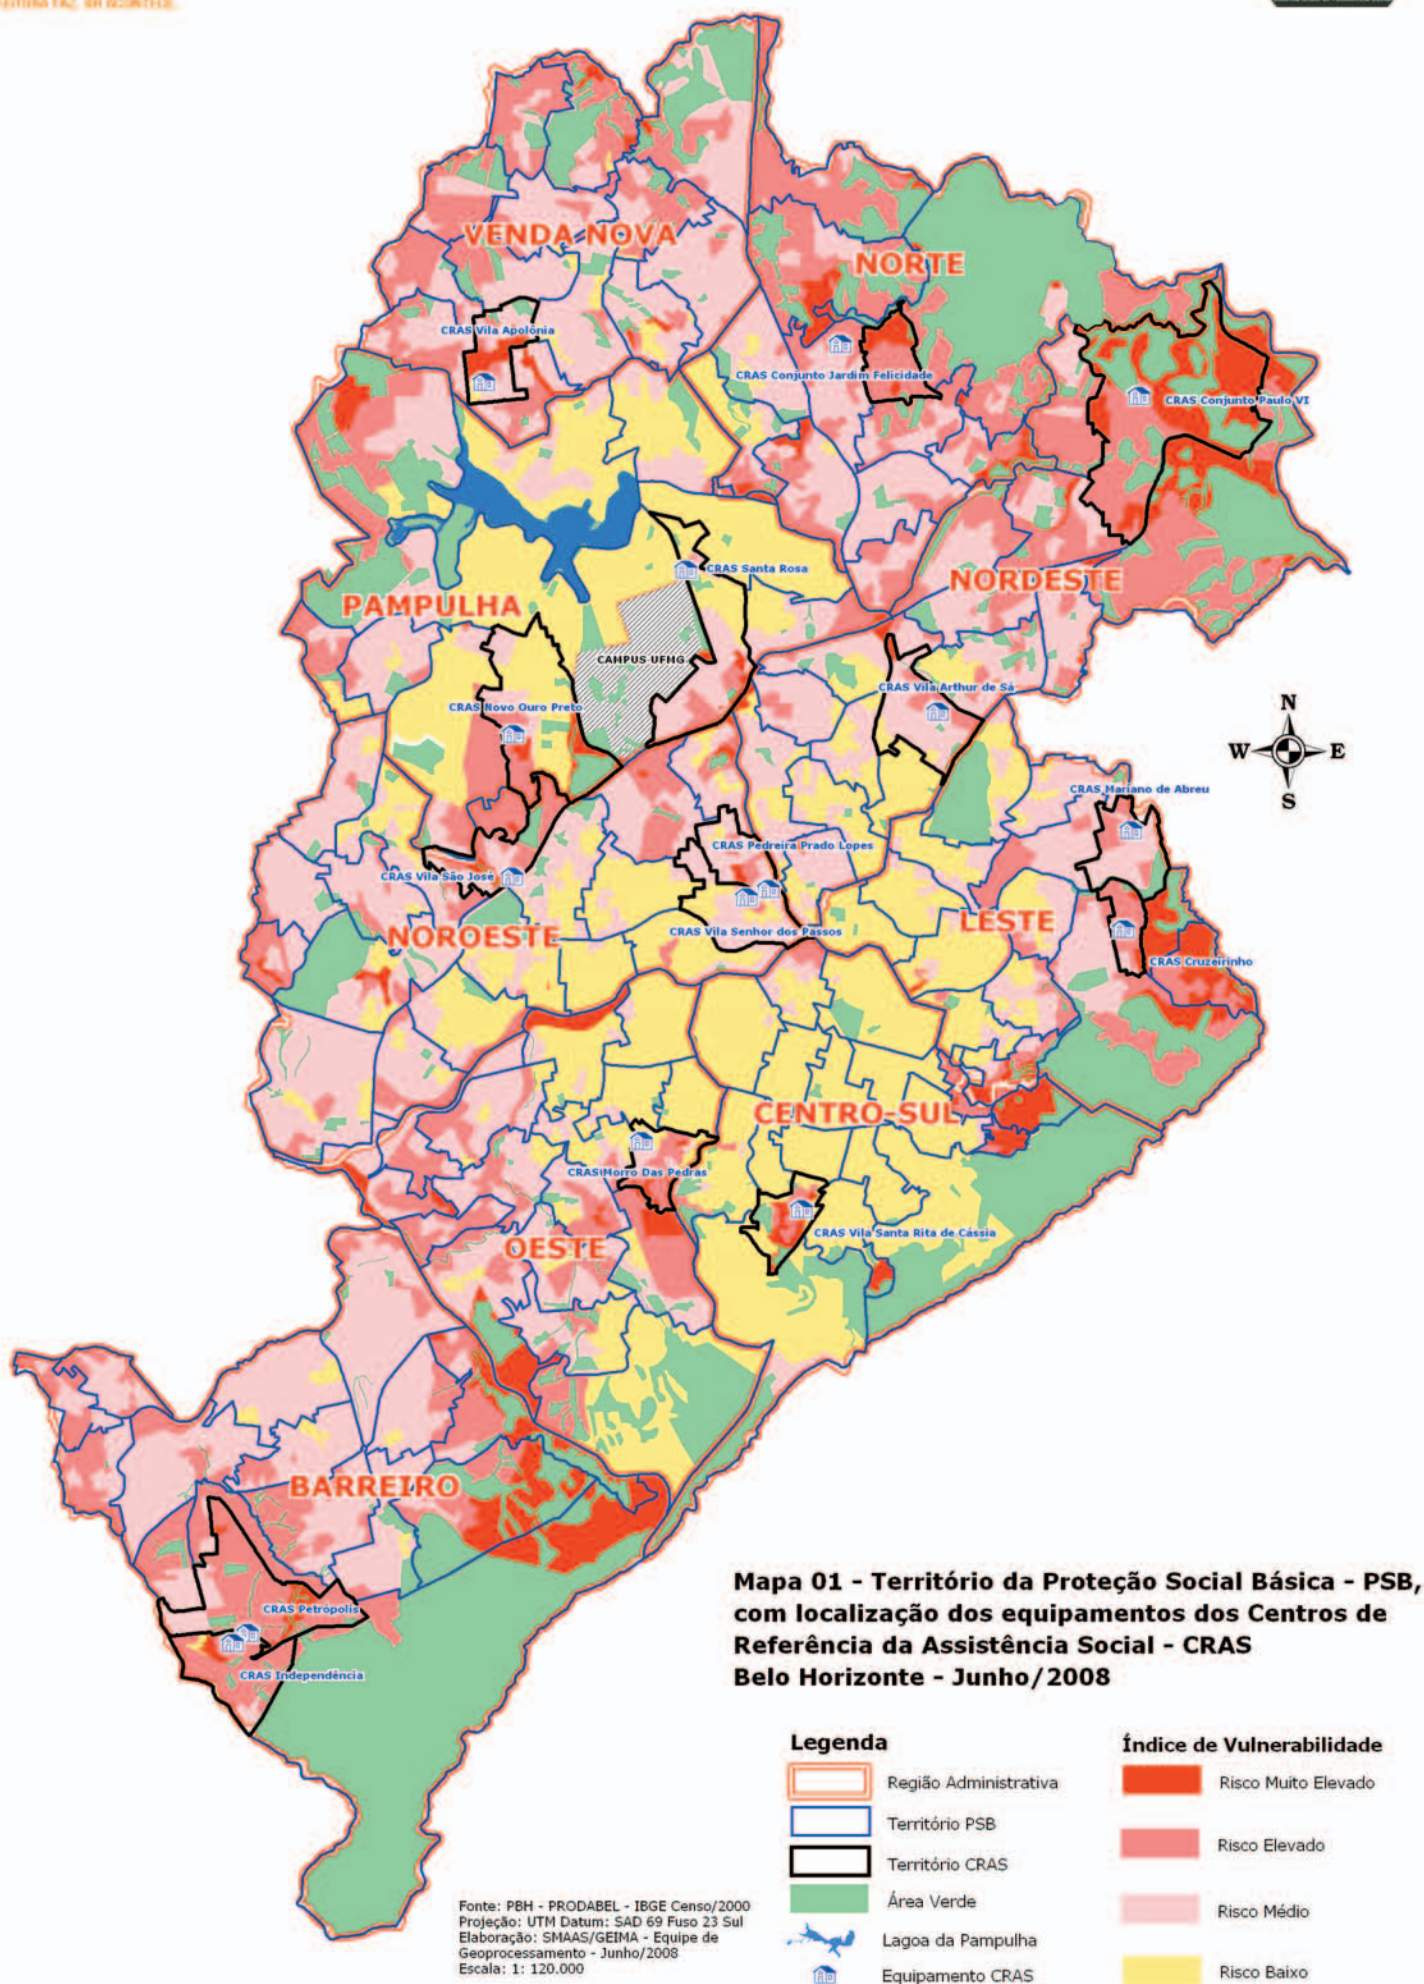 VENDA NOVA
NORTE
CRAS Vila Apolônia
CRAS Conjunto Jardim Felicidade
CRAS Conjunto Paulo VI
CRAS Santa Rosa
NORDESTE
PAMPULHA
CAMPUS UFMG
CRAS Vila Arthur de Sá
CRAS Novo Ouro Preto
N
W
E
S
CRAS Mariano de Abreu
CRAS Pedreira Prado Lopes
CRAS Vila São José
LESTE
NOROESTE
CRAS Vila Senhor dos Passos
CRAS Cruzeirinho
CENTRO-SUL
CRAS Morro Das Pedras
CRAS Vila Santa Rita de Cássia
OESTE
BARREIRO
CRAS Petrópolis
CRAS Independência
Mapa 01 - Território da Proteção Social Básica - PSB,
com localização dos equipamentos dos Centros de
Referência da Assistência Social - CRAS
Belo Horizonte - Junho/2008
Legenda
Região Administrativa
Território PSB
Território CRAS
Área Verde
Lagoa da Pampulha
Equipamento CRAS
Índice de Vulnerabilidade
Risco Muito Elevado
Risco Elevado
Risco Médio
Risco Baixo
Fonte: PBH - PRODABEL - IBGE Censo/2000
Projeção: UTM Datum: SAD 69 Fuso 23 Sul
Elaboração: SMAAS/GEIMA - Equipe de
Geoprocessamento - Junho/2008
Escala: 1: 120.000